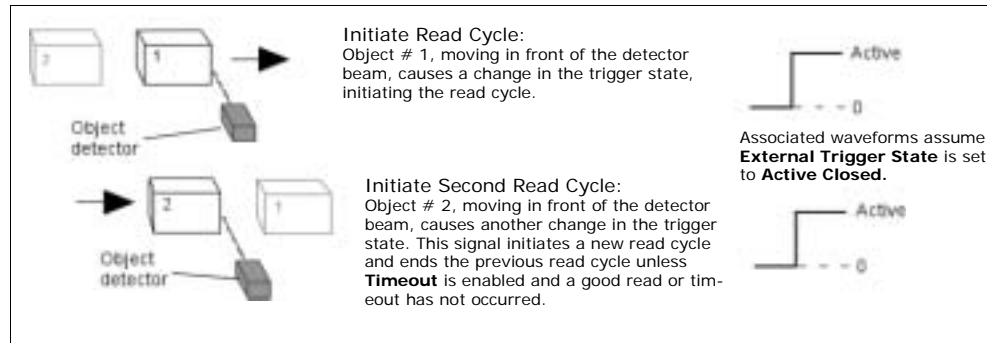 Initiate Read Cycle:
Object # 1, moving in front of the detector
beam, causes a change in the trigger state,
initiating the read cycle.
2
1
Object
detector
Active
0
Associated waveforms assume
External Trigger State is set
to Active Closed.
Initiate Second Read Cycle:
Object # 2, moving in front of the detector
beam, causes another change in the trigger
state. This signal initiates a new read cycle
and ends the previous read cycle unless
Timeout is enabled and a good read or tim-
eout has not occurred.
2
1
Object
detector
Active
0